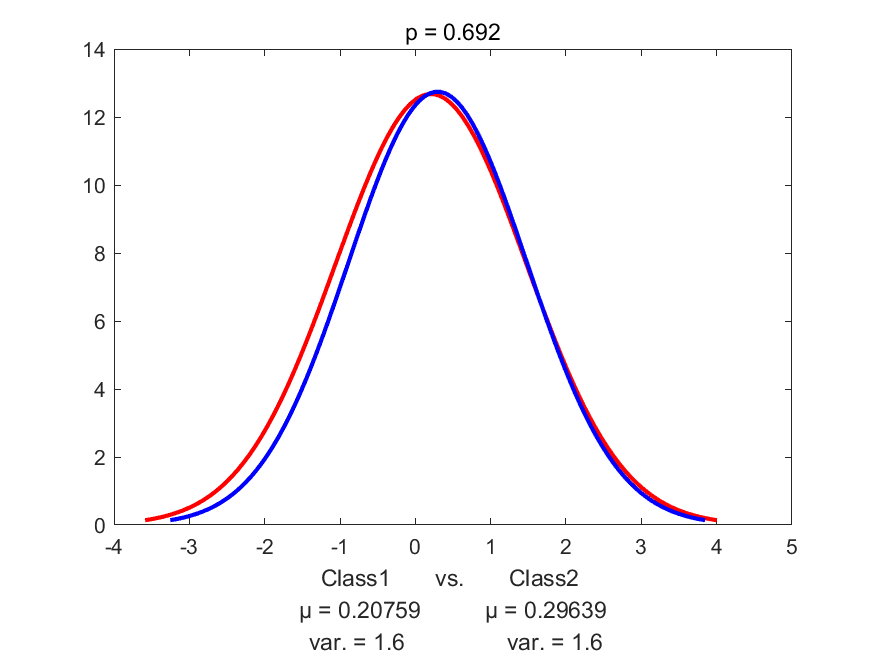 p = 0.692
14
12
10
8
6
4
2
0
-4 -3 -2 -1 0 1 2 3 4 5
Class1 vs. Class2
μ = 0.20759 μ = 0.29639
var. = 1.6 var. = 1.6